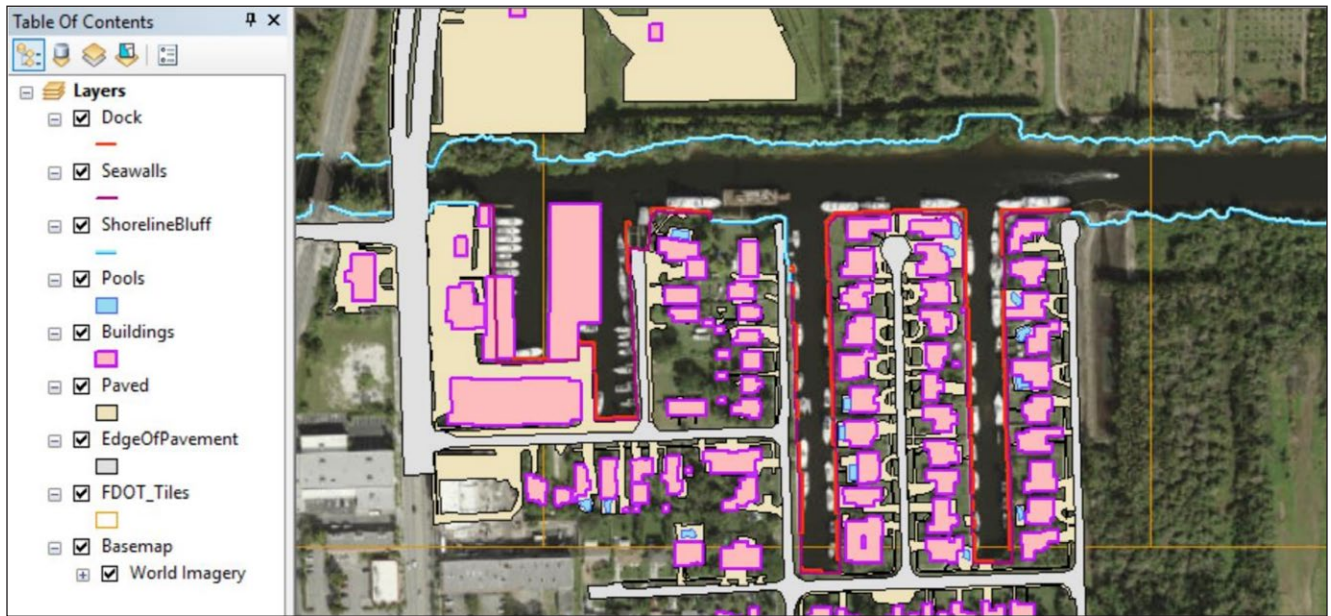 Table Of Contents
Layers
Dock
Seawalls
ShorelineBluff
Pools
Buildings
Paved
EdgeOfPavement
FDOT_Tiles
Basemap
World Imagery